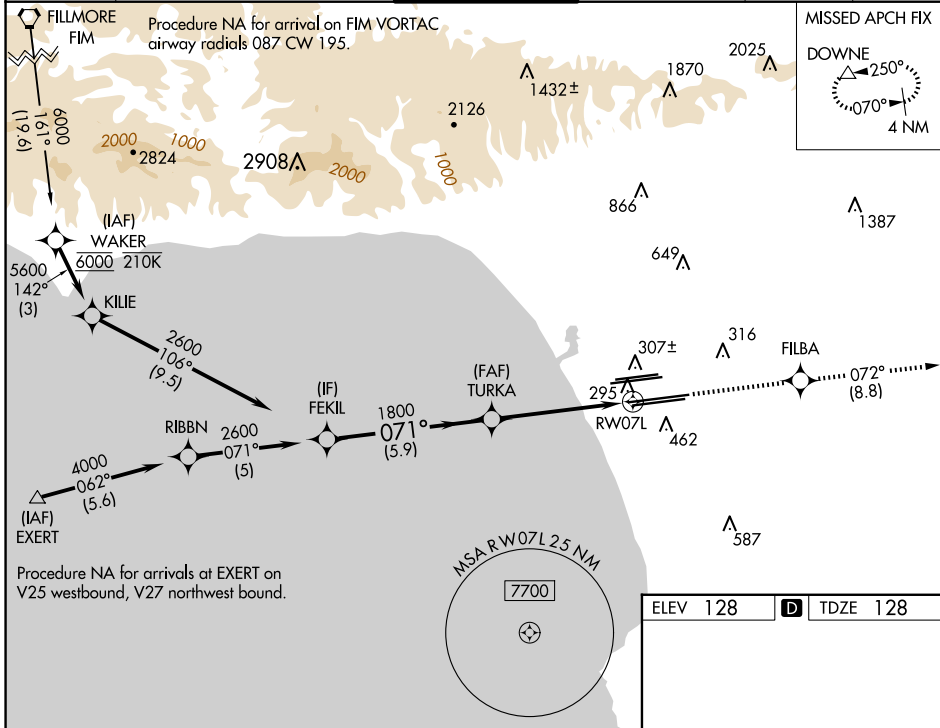 FILLMORE
FIM
Procedure NA for arrival on FIM VORTAC
airway radials 087 CW 195.
MISSED APCH FIX
DOWNE
250°
070°
4 NM
2025
1870
1432±
2126
6000
161°
(19.6)
2000
1000
2824
2908
2000
1000
866
1387
649
(IAF)
WAKER
6000 210K
5600
142°
(3)
KILIE
2600
106°
(9.5)
307±
316
FILBA
072°
(8.8)
295
RW07L
462
(FAF)
TURKA
(IF)
FEKIL
1800
071°
(5.9)
RIBBN
2600
071°
(5)
4000
062°
(5.6)
(IAF)
EXERT
587
Procedure NA for arrivals at EXERT on
V25 westbound, V27 northwest bound.
MSA RW07L 25 NM
7700
ELEV 128 D TDZE 128